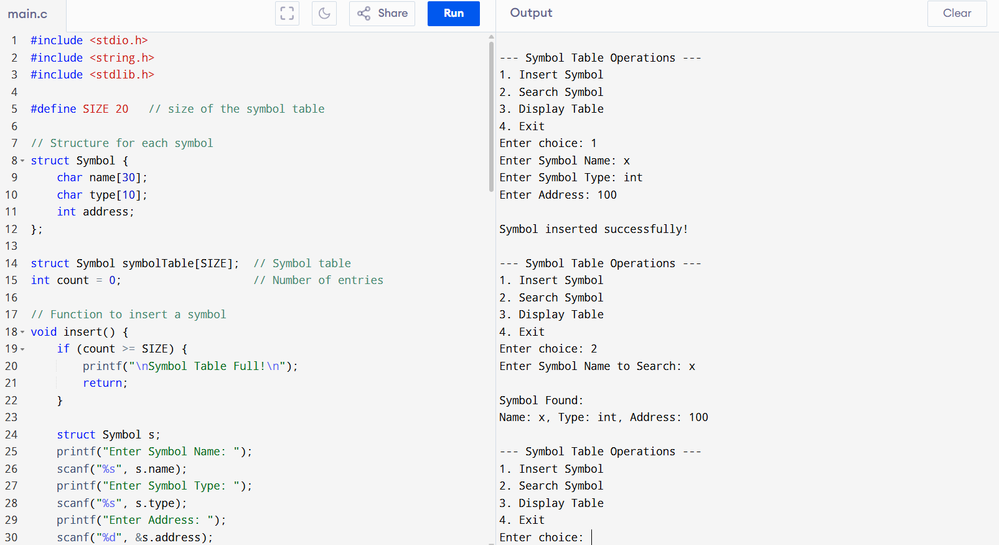 main.c
Share
Run
1 #include <stdio.h>
2 #include <string.h>
3 #include <stdlib.h>
4
5 #define SIZE 20   // size of the symbol table
6
7 // Structure for each symbol
8 struct Symbol {
9     char name[30];
10     char type[10];
11     int address;
12 };
13
14 struct Symbol symbolTable[SIZE];  // Symbol table
15 int count = 0;                    // Number of entries
16
17 // Function to insert a symbol
18 void insert() {
19     if (count >= SIZE) {
20         printf("\nSymbol Table Full!\n");
21         return;
22     }
23
24     struct Symbol s;
25     printf("Enter Symbol Name: ");
26     scanf("%s", s.name);
27     printf("Enter Symbol Type: ");
28     scanf("%s", s.type);
29     printf("Enter Address: ");
30     scanf("%d", &s.address);
Output
Clear
--- Symbol Table Operations ---
1. Insert Symbol
2. Search Symbol
3. Display Table
4. Exit
Enter choice: 1
Enter Symbol Name: x
Enter Symbol Type: int
Enter Address: 100
Symbol inserted successfully!
--- Symbol Table Operations ---
1. Insert Symbol
2. Search Symbol
3. Display Table
4. Exit
Enter choice: 2
Enter Symbol Name to Search: x
Symbol Found:
Name: x, Type: int, Address: 100
--- Symbol Table Operations ---
1. Insert Symbol
2. Search Symbol
3. Display Table
4. Exit
Enter choice: